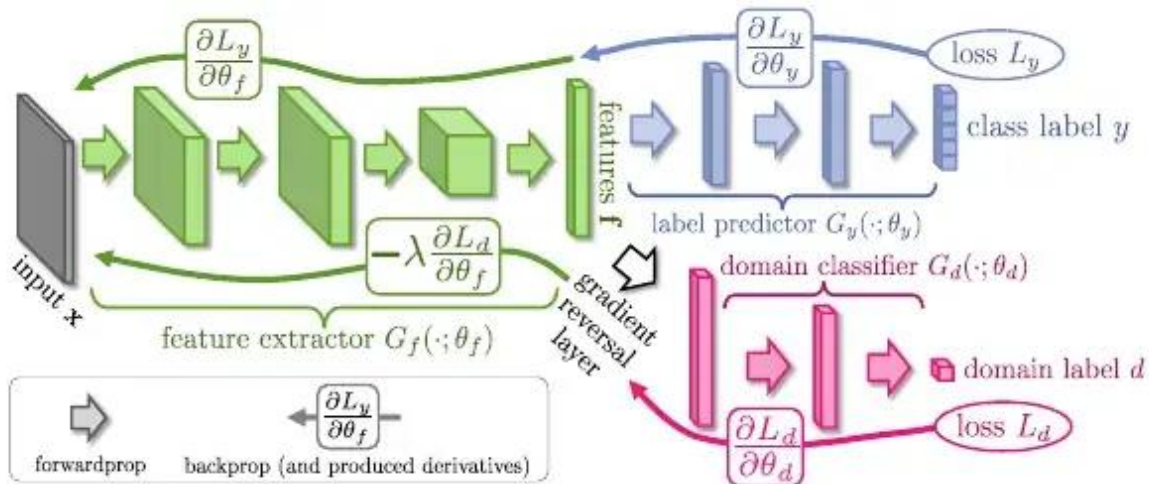 ∂L_y/∂θ_f
∂L_y/∂θ_y
loss L_y
features f
class label y
label predictor G_y(·; θ_y)
input x
−λ ∂L_d/∂θ_f
feature extractor G_f(·; θ_f)
gradient
reversal
layer
domain classifier G_d(·; θ_d)
domain label d
∂L_d/∂θ_d
loss L_d
forwardprop
∂L_y/∂θ_f
backprop (and produced derivatives)